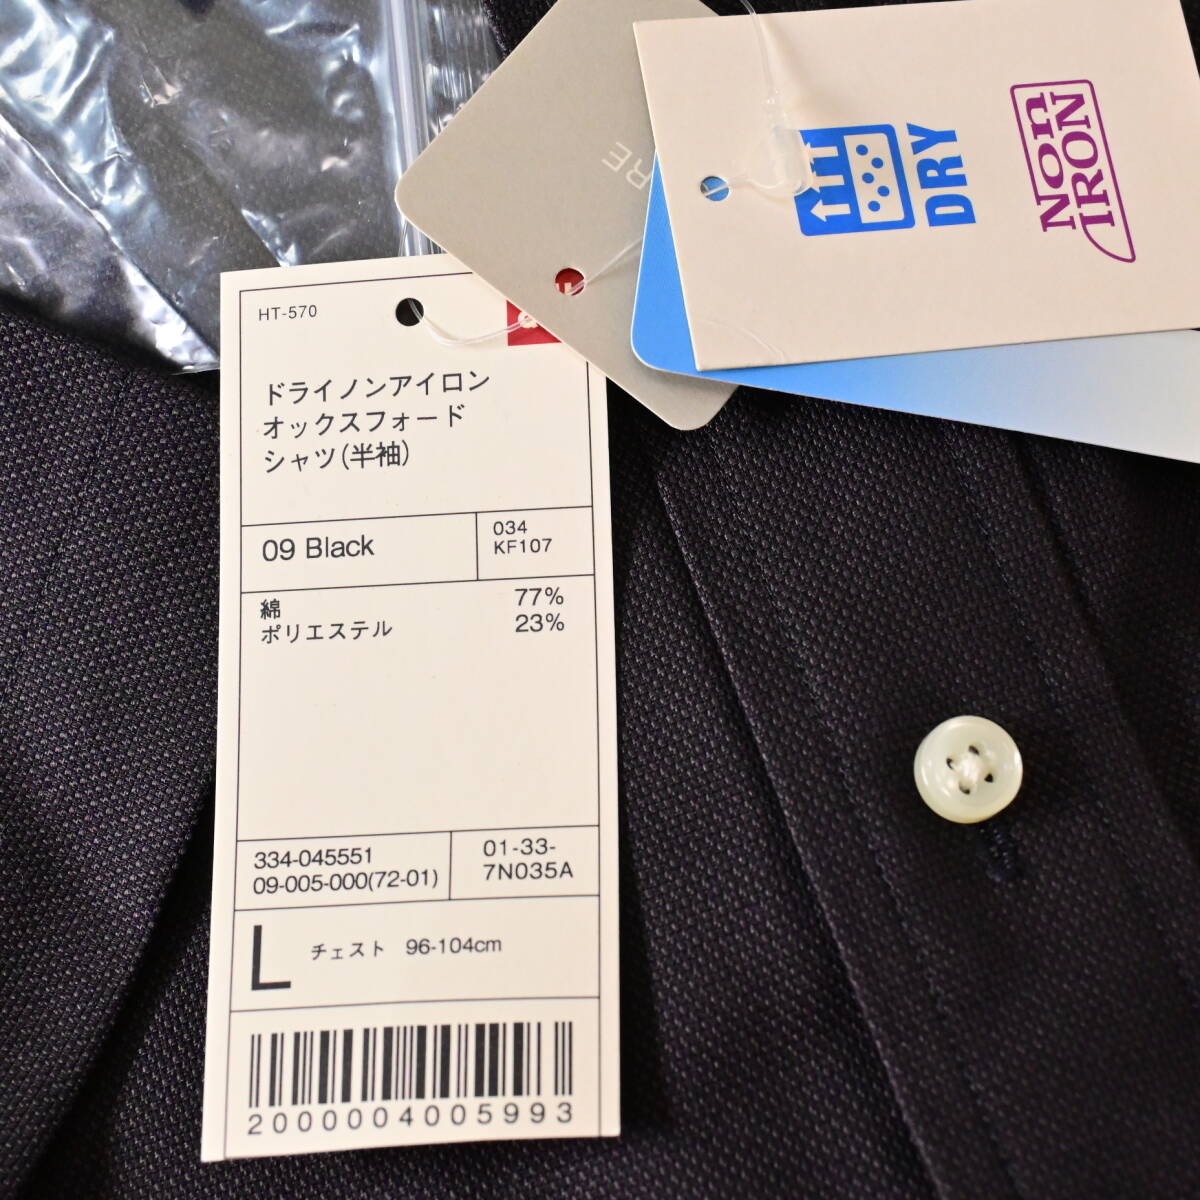 HT-570
ドライノンアイロン
オックスフォード
シャツ(半袖)
09 Black
034
KF107
綿 77%
ポリエステル 23%
334-045551
09-005-000(72-01)
01-33-
7N035A
L チェスト 96-104cm
2000004005993
DRY
Non
IRON